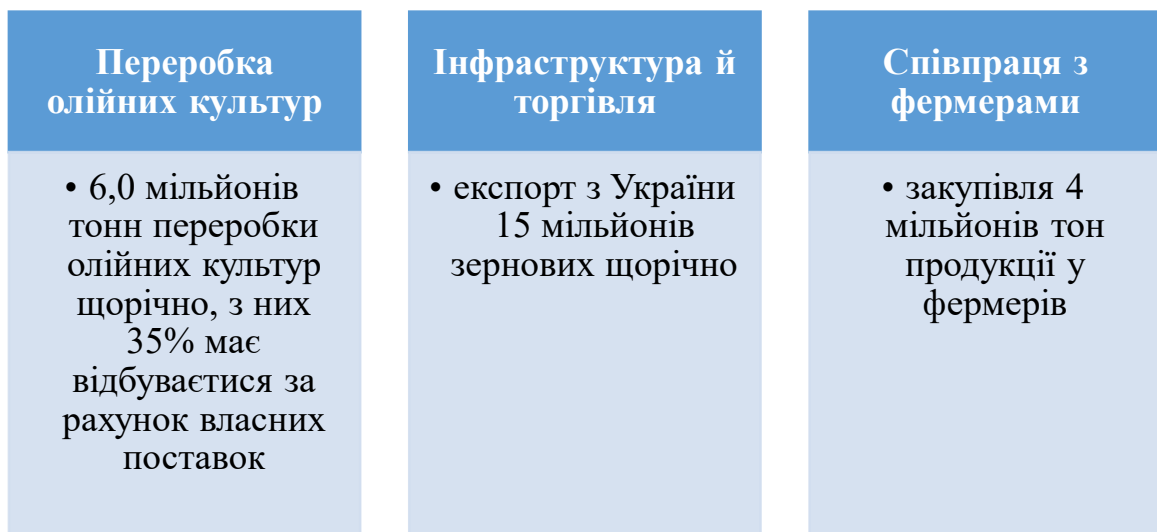 Переробка
олійних культур
• 6,0 мільйонів
тонн переробки
олійних культур
щорічно, з них
35% має
відбуваєтися за
рахунок власних
поставок
Інфраструктура й
торгівля
• експорт з України
15 мільйонів
зернових щорічно
Співпраця з
фермерами
• закупівля 4
мільйонів тон
продукції у
фермерів